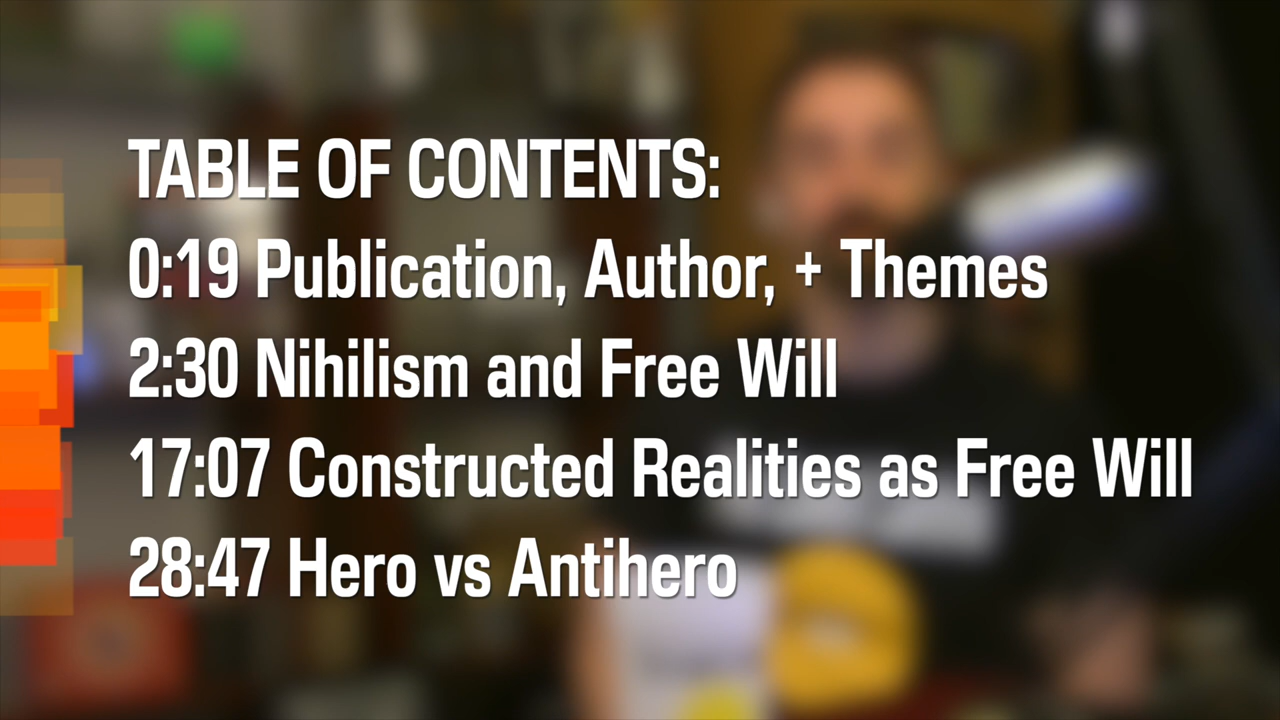 TABLE OF CONTENTS:
0:19 Publication, Author, + Themes
2:30 Nihilism and Free Will
17:07 Constructed Realities as Free Will
28:47 Hero vs Antihero